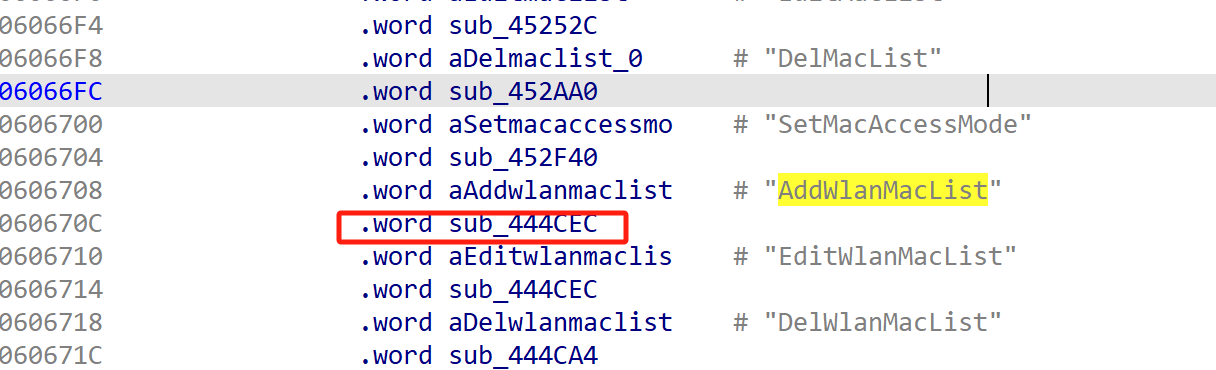 06066F4 .word sub_45252C
06066F8 .word aDelmaclist_0 # "DelMacList"
06066FC .word sub_452AA0
0606700 .word aSetmacaccessmo # "SetMacAccessMode"
0606704 .word sub_452F40
0606708 .word aAddwlanmaclist # "AddWlanMacList"
060670C .word sub_444CEC
0606710 .word aEditwlanmaclis # "EditWlanMacList"
0606714 .word sub_444CEC
0606718 .word aDelwlanmaclist # "DelWlanMacList"
060671C .word sub_444CA4